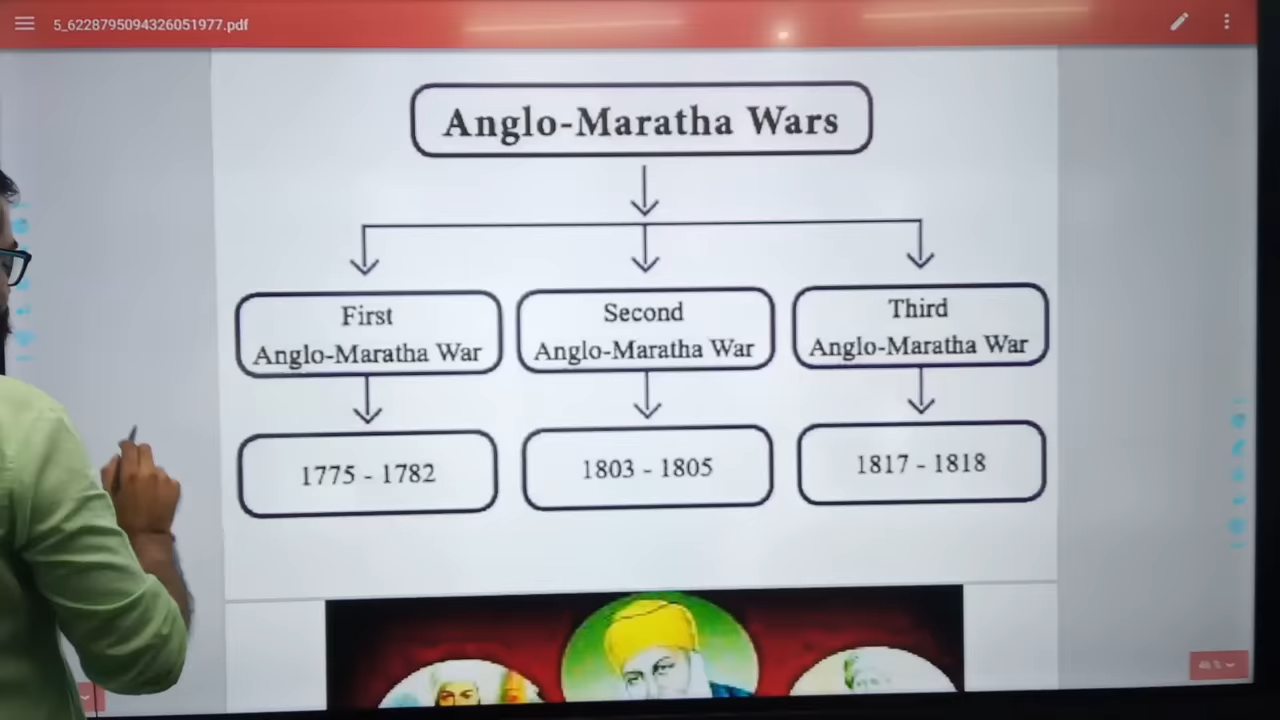 5_6228795094326051977.pdf
Anglo-Maratha Wars
First
Anglo-Maratha War
Second
Anglo-Maratha War
Third
Anglo-Maratha War
1775 - 1782
1803 - 1805
1817 - 1818
46 %